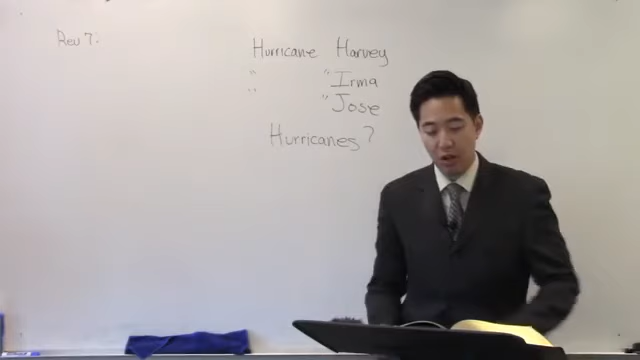 Rev 7:
Hurricane Harvey
" " Irma
" " Jose
Hurricanes?